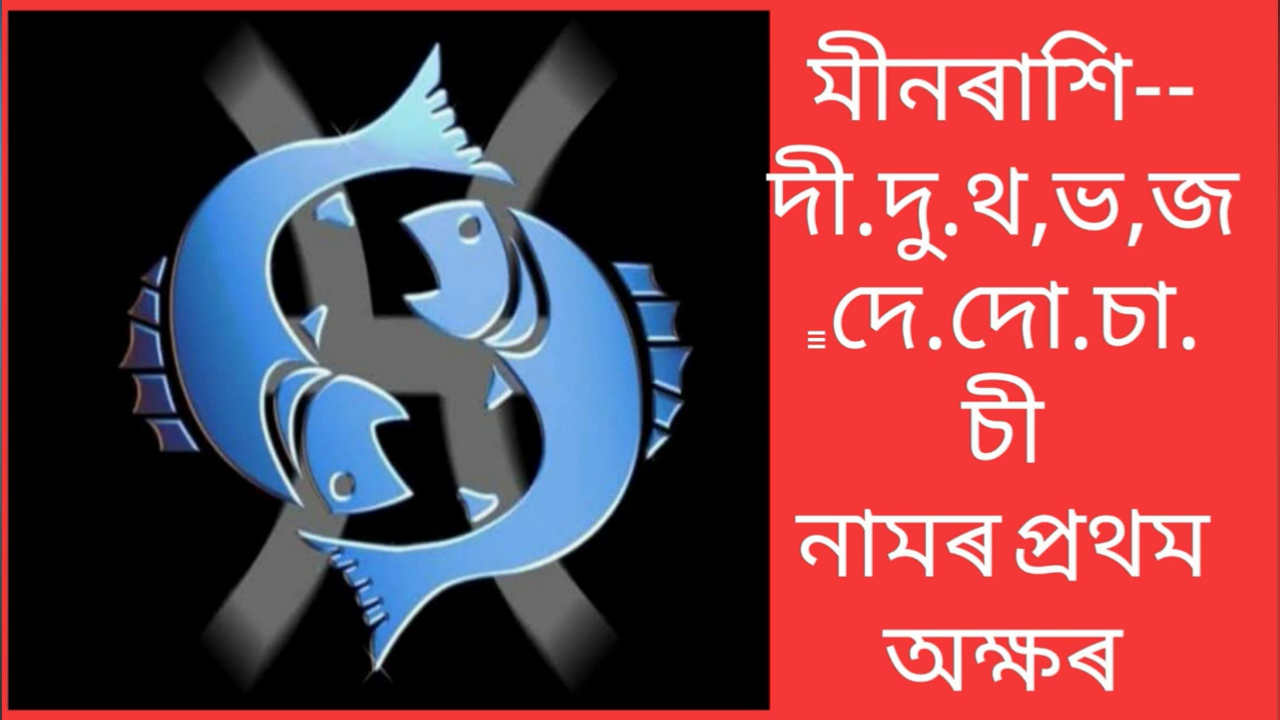 মীনৰাশি--
দী.দু.থ,ভ,জ
দে.দো.চা.
চী
নামৰ প্ৰথম
অক্ষৰ